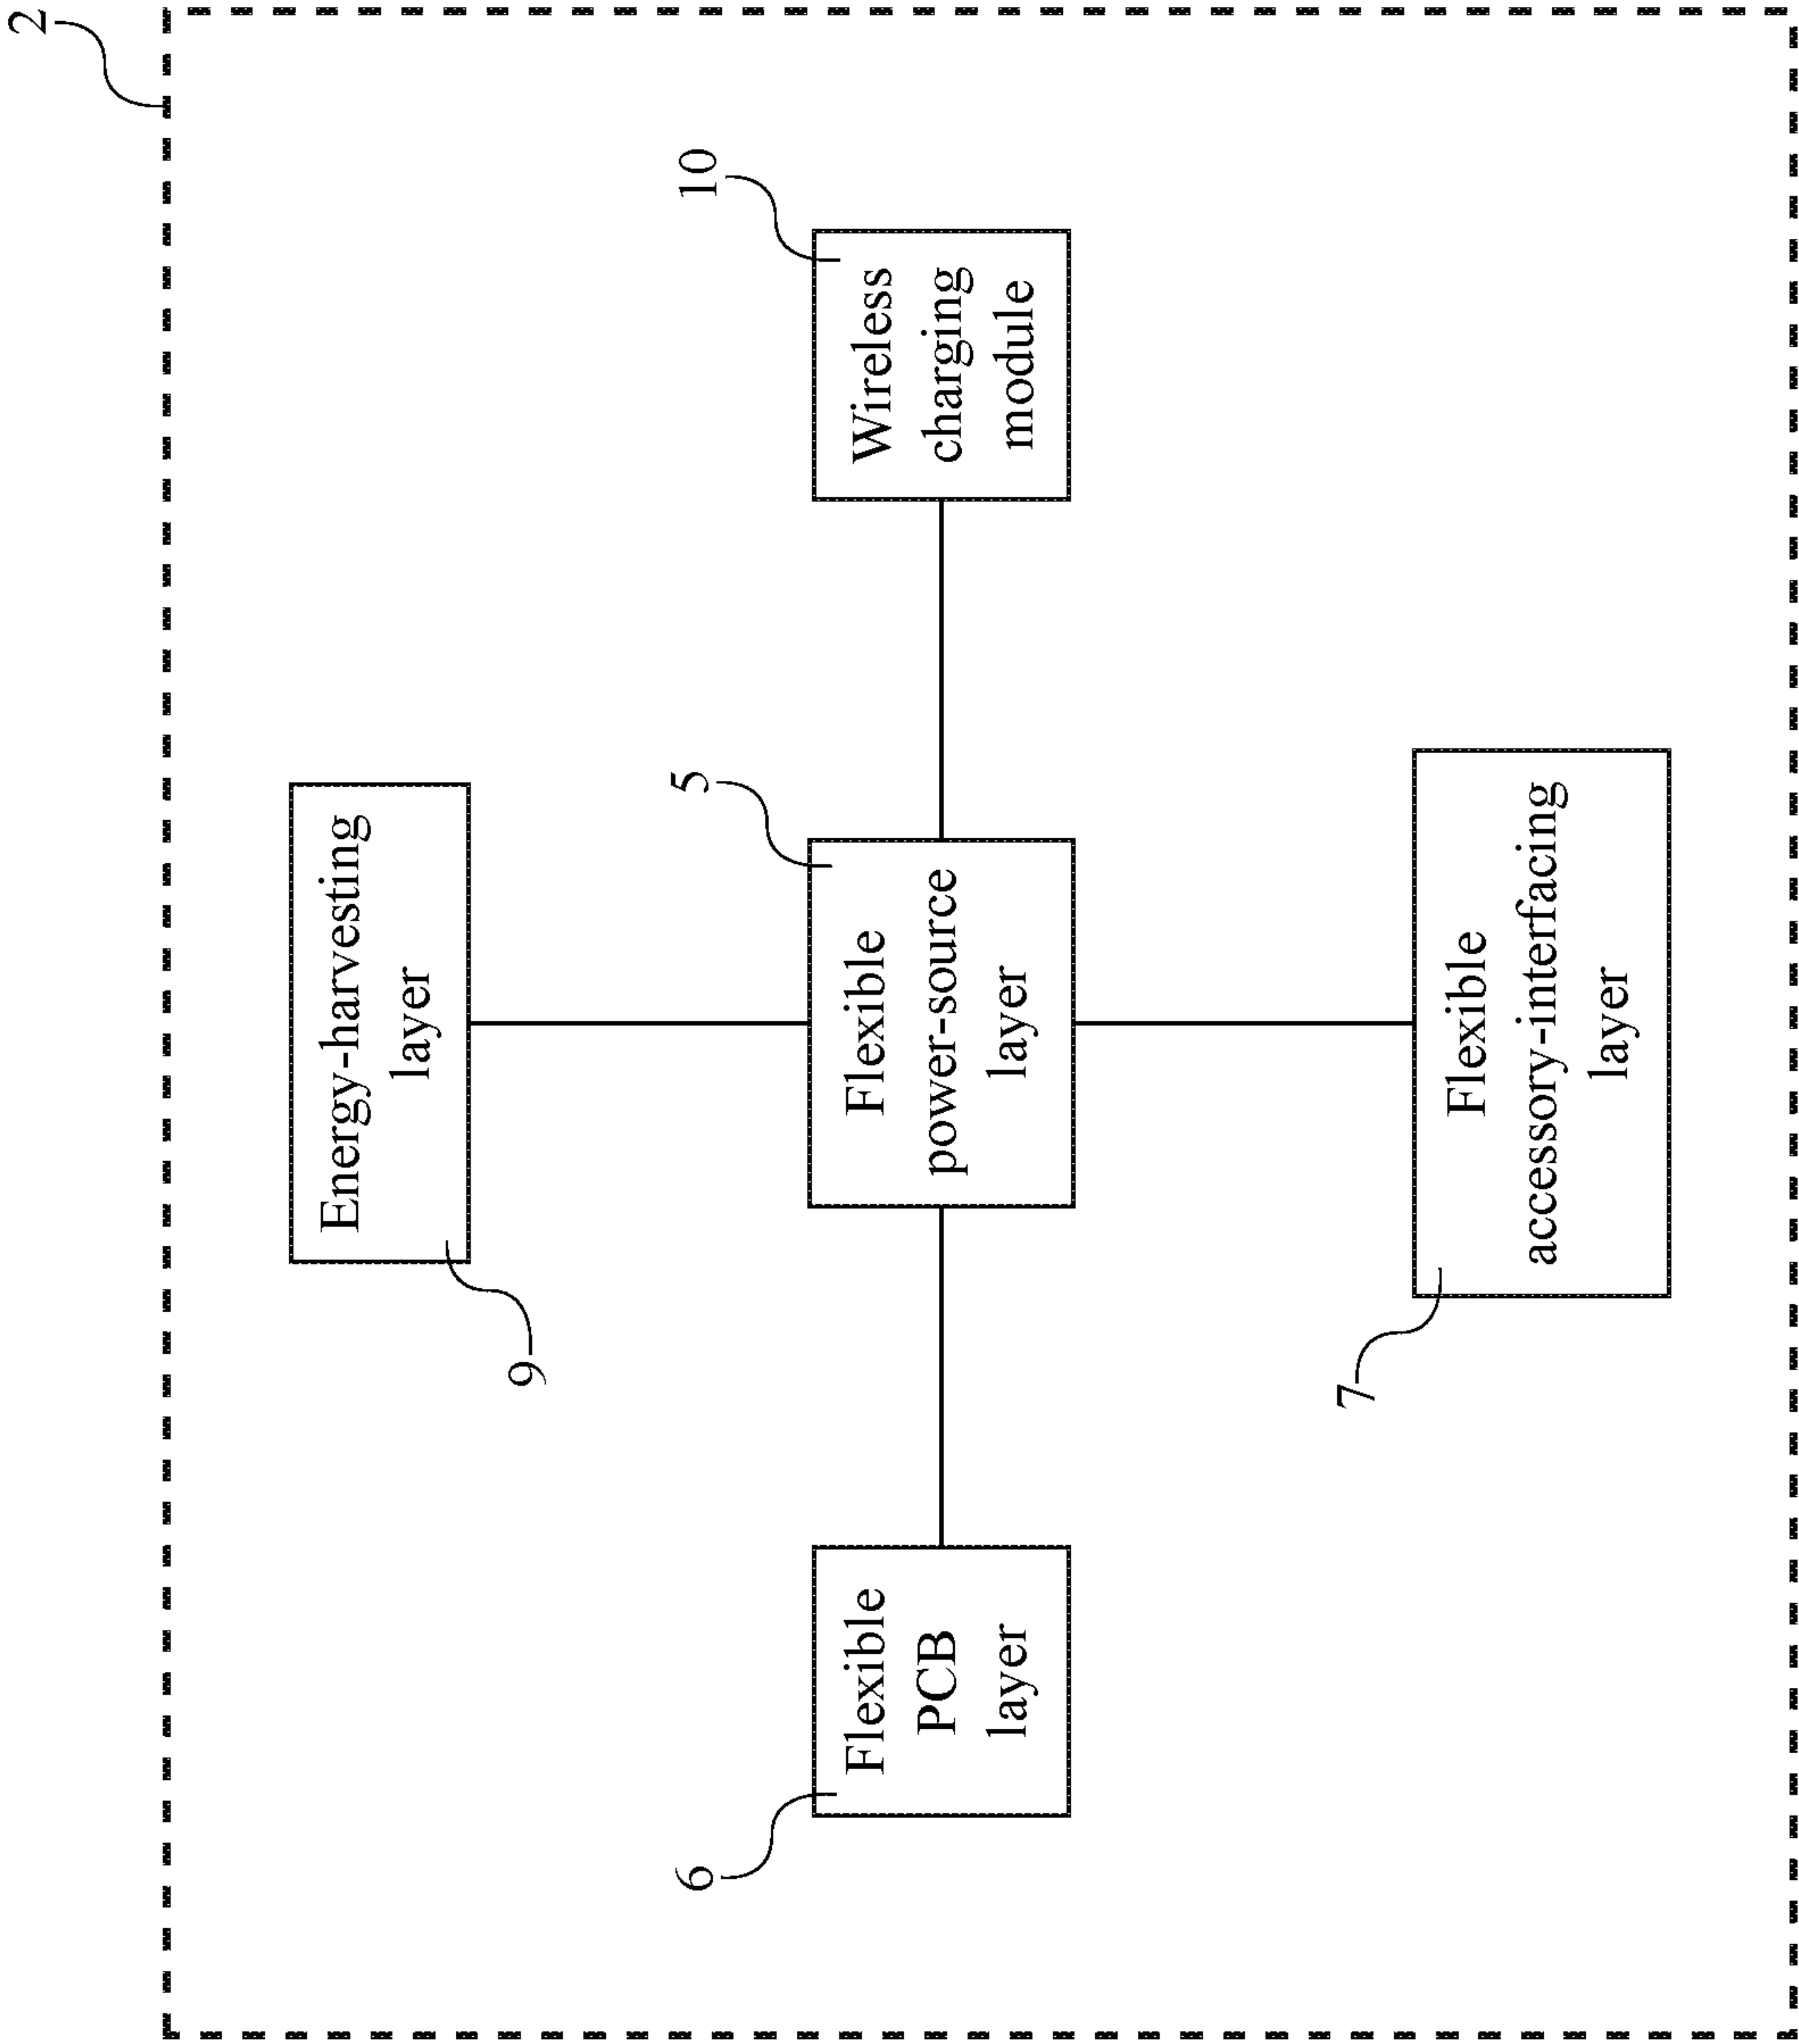 2
Energy-harvesting
layer
9
6
Flexible
PCB
layer
5
Flexible
power-source
layer
10
Wireless
charging
module
7
Flexible
accessory-interfacing
layer